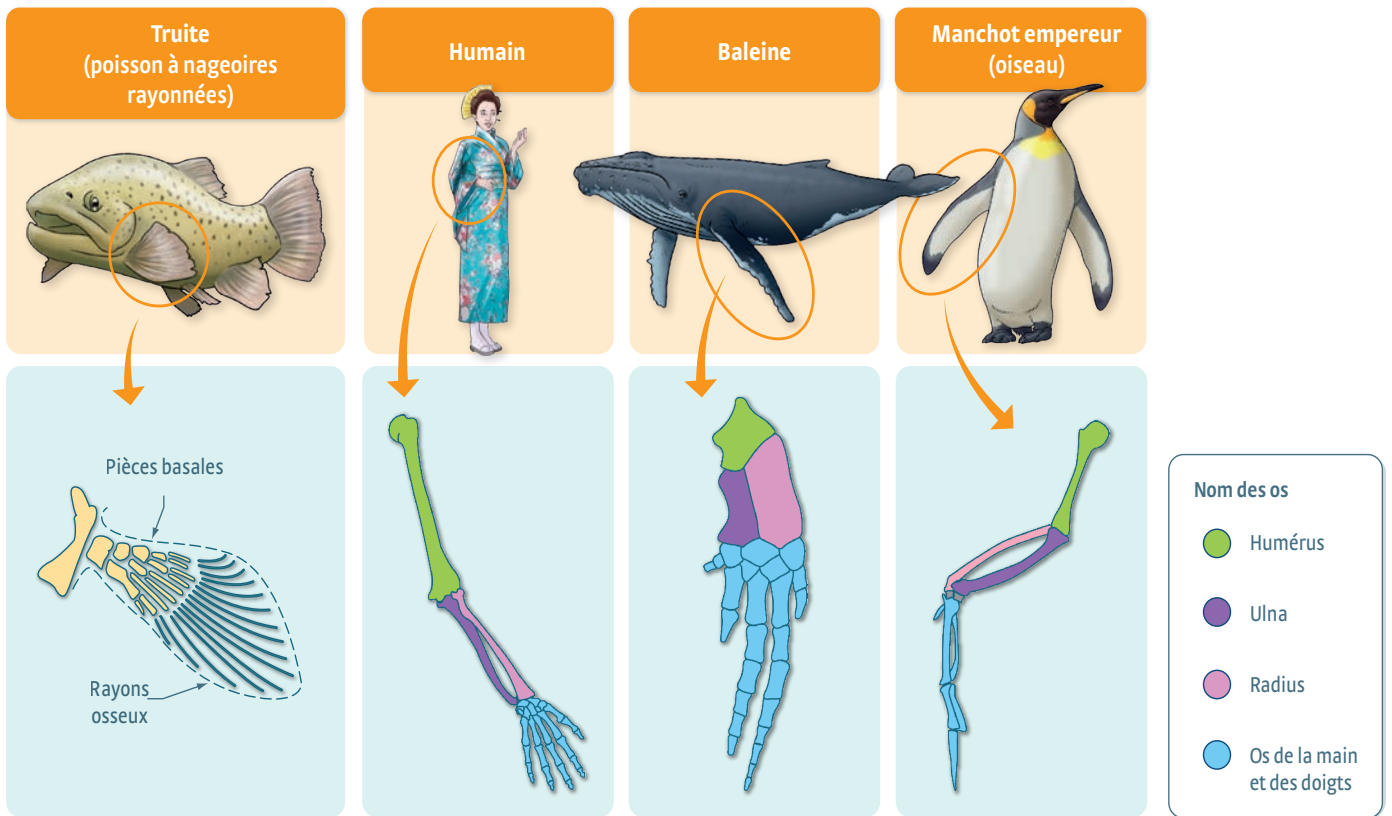 Truite
(poisson à nageoires
rayonnées)
Humain
Baleine
Manchot empereur
(oiseau)
Pièces basales
Rayons
osseux
Nom des os
Humérus
Ulna
Radius
Os de la main
et des doigts